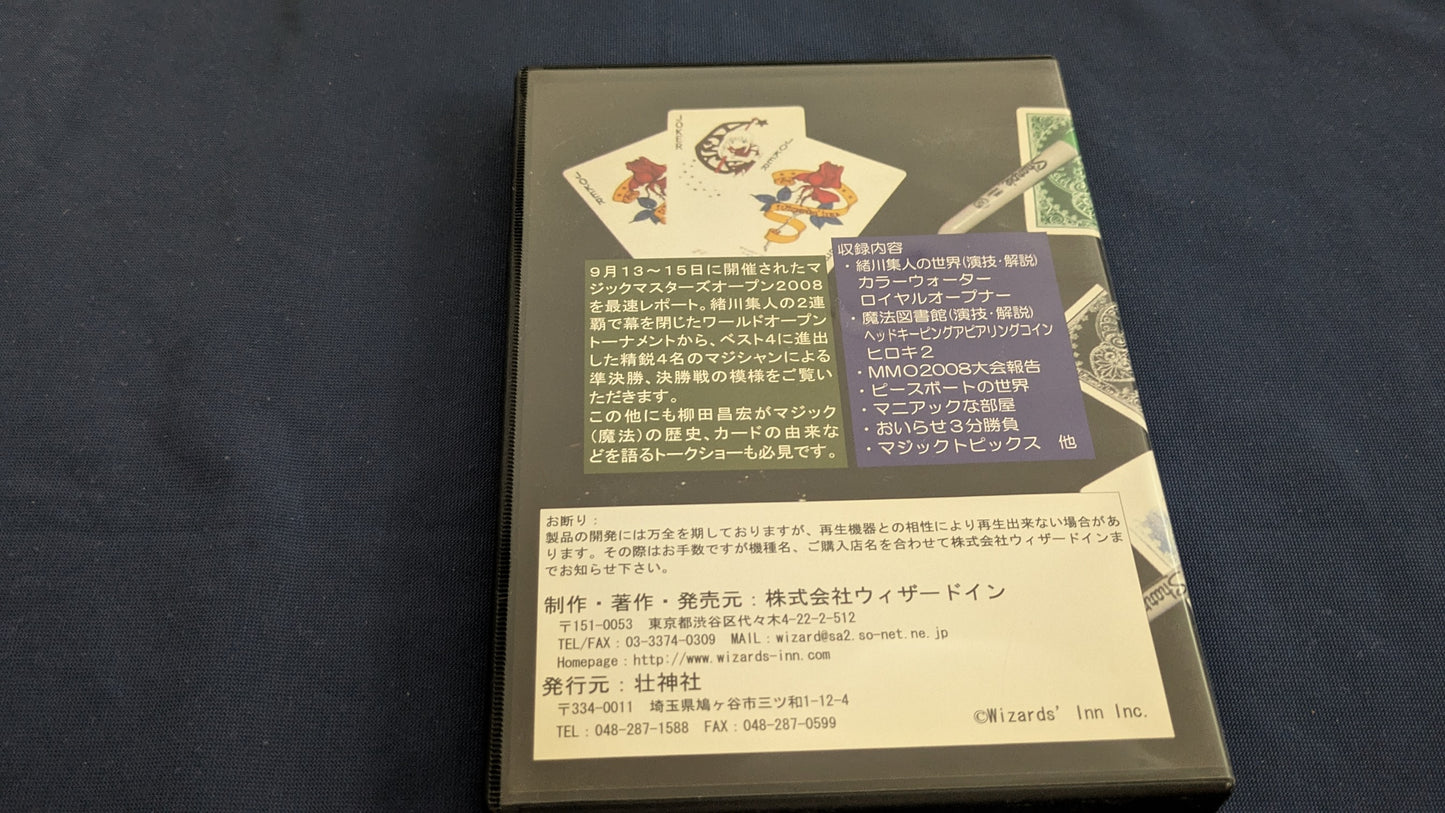 JOKER
JOKER
JOKER
9月13～15日に開催されたマ
ジックマスターズオープン2008
を最速レポート。緒川集人の2連
覇で幕を閉じたワールドオープン
トーナメントから、ベスト4に進出
した精鋭4名のマジシャンによる
準決勝、決勝戦の模様をご覧い
ただきます。
この他にも柳田昌宏がマジック
(魔法)の歴史、カードの由来な
どを語るトークショーも必見です。
収録内容
・緒川集人の世界(演技・解説)
カラーウォーター
ロイヤルオープナー
・魔法図書館(演技・解説)
ヘッドキーピングアピアリングコイン
ヒロキ2
・MMO2008大会報告
・ピースボートの世界
・マニアックな部屋
・おいらせ3分勝負
・マジックトピックス 他
お断り：
製品の開発には万全を期しておりますが、再生機器との相性により再生出来ない場合があ
ります。その際はお手数ですが機種名、ご購入店名を合わせて株式会社ウィザードインま
でお知らせ下さい。
制作・著作・発売元：株式会社ウィザードイン
〒151-0053 東京都渋谷区代々木4-22-2-512
TEL/FAX：03-3374-0309 MAIL：wizard@sa2.so-net.ne.jp
Homepage：http://www.wizards-inn.com
発行元：壮神社
〒334-0011 埼玉県鳩ヶ谷市三ツ和1-12-4
TEL：048-287-1588 FAX：048-287-0599
©Wizards' Inn Inc.